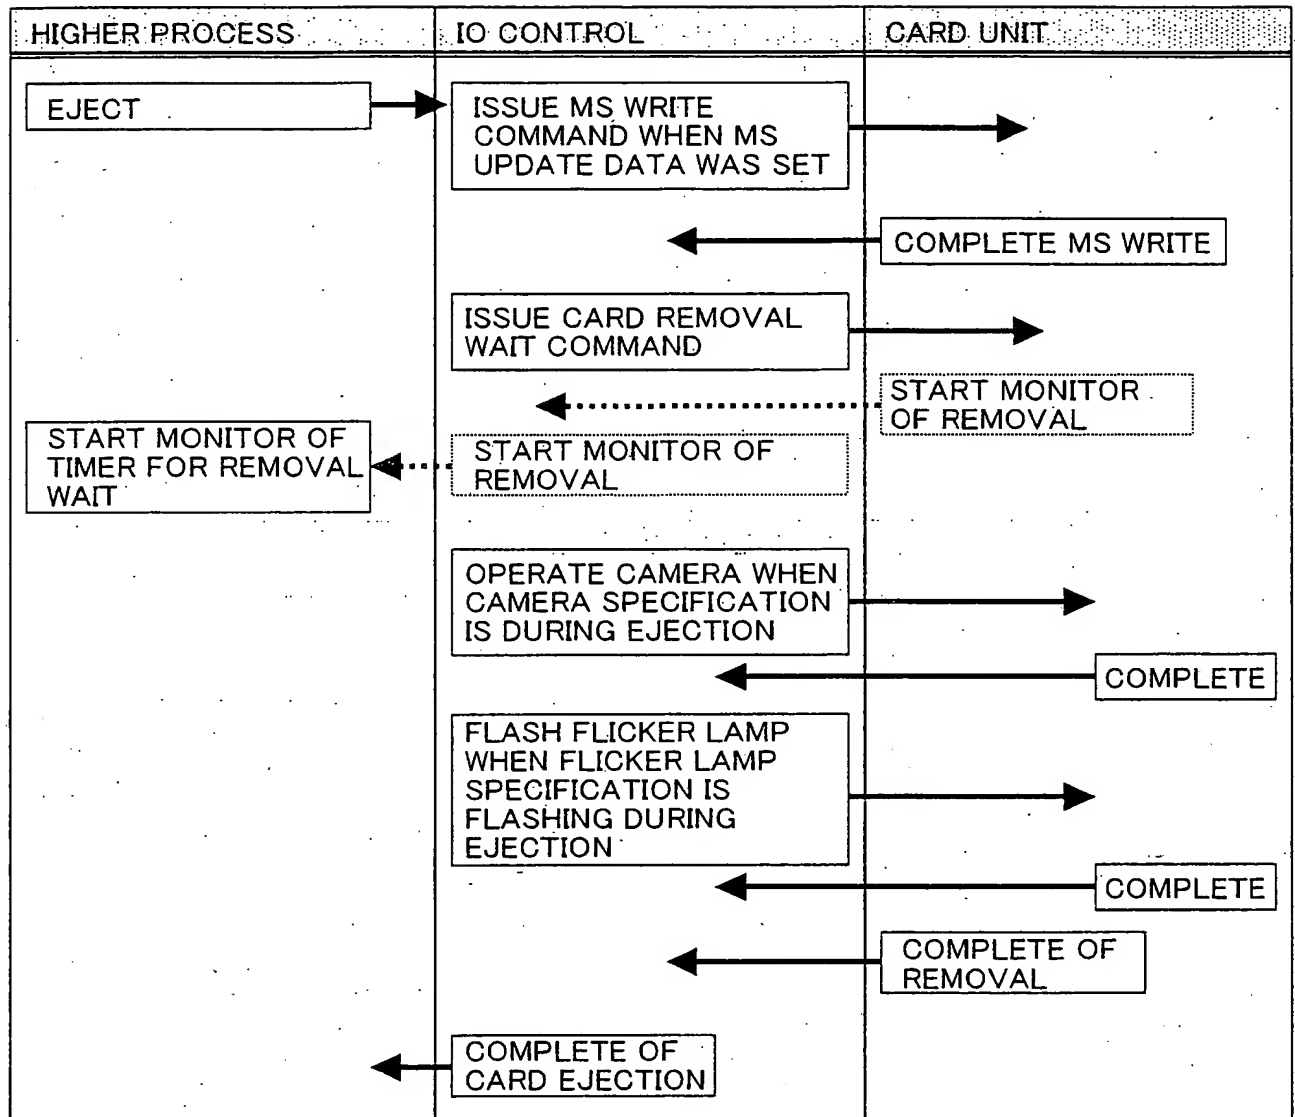 HIGHER PROCESS
IO CONTROL
CARD UNIT
EJECT
ISSUE MS WRITE
COMMAND WHEN MS
UPDATE DATA WAS SET
COMPLETE MS WRITE
ISSUE CARD REMOVAL
WAIT COMMAND
START MONITOR
OF REMOVAL
START MONITOR OF
TIMER FOR REMOVAL
WAIT
START MONITOR OF
REMOVAL
OPERATE CAMERA WHEN
CAMERA SPECIFICATION
IS DURING EJECTION
COMPLETE
FLASH FLICKER LAMP
WHEN FLICKER LAMP
SPECIFICATION IS
FLASHING DURING
EJECTION
COMPLETE
COMPLETE OF
REMOVAL
COMPLETE OF
CARD EJECTION